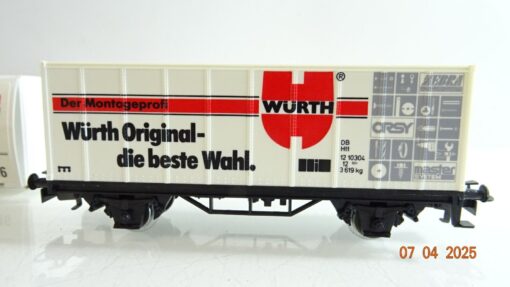 Der Montageprofi
WÜRTH
®
Würth Original-
die beste Wahl.
DB
H11
12 10304
12
3 619 kg
ORSY
master
6
07 04 2025